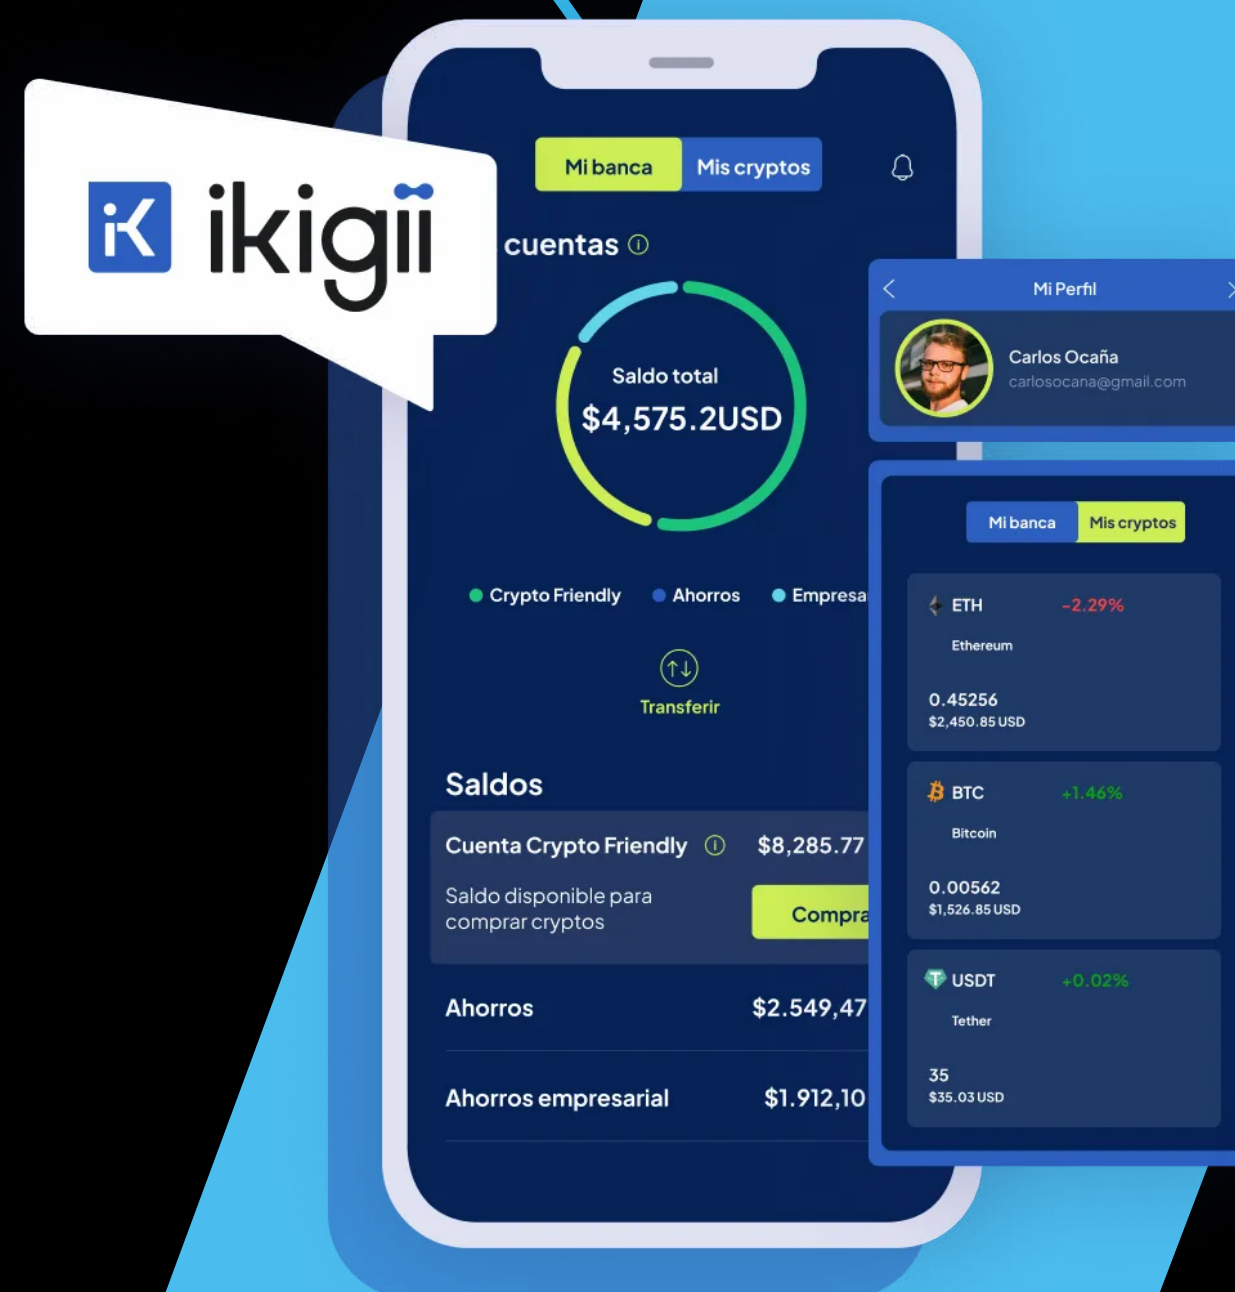 ikigii
Mi banca
Mis cryptos
cuentas
Saldo total
$4,575.2USD
Crypto Friendly
Ahorros
Transferir
Saldos
Cuenta Crypto Friendly
$8,285.77
Saldo disponible para
comprar cryptos
Compra
Ahorros
$2.549,47
Ahorros empresarial
$1.912,10
Mi Perfil
Carlos Ocaña
carlosocana@gmail.com
Mi banca
Mis cryptos
ETH
-2.29%
Ethereum
0.45256
$2,450.85 USD
BTC
+1.46%
Bitcoin
0.00562
$1,526.85 USD
USDT
+0.02%
Tether
35
$35.03 USD